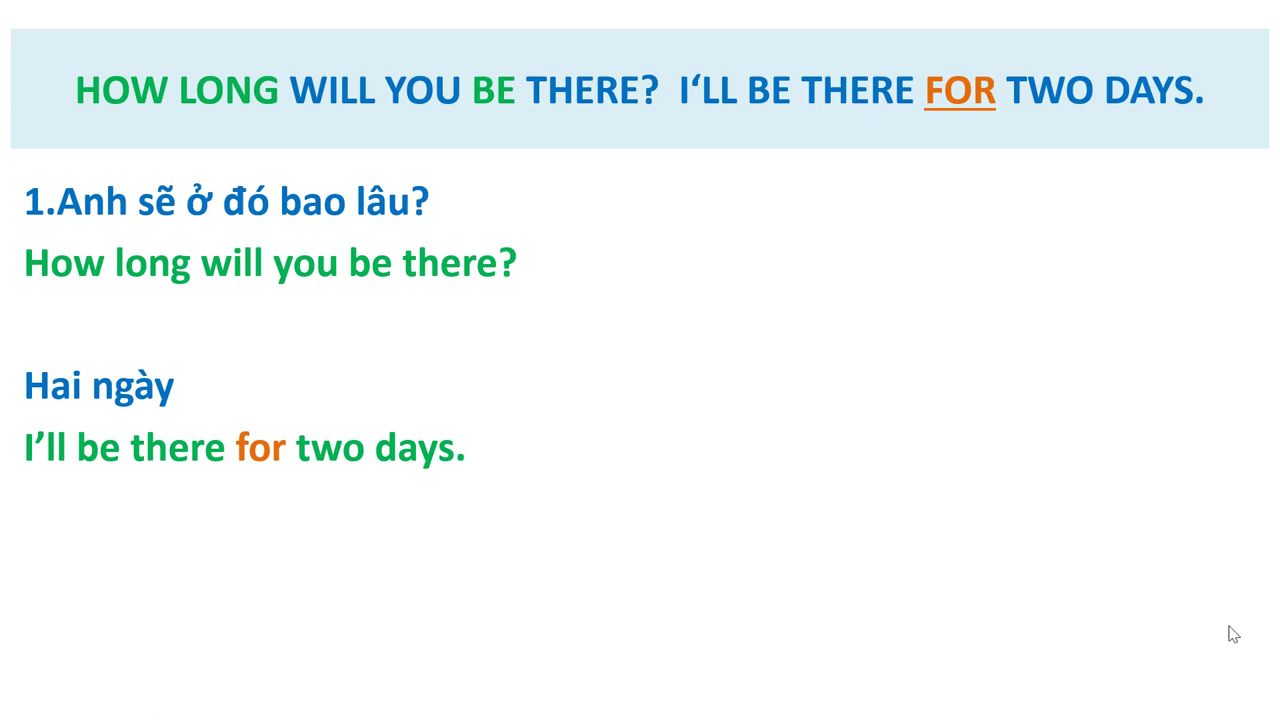 HOW LONG WILL YOU BE THERE? I‘LL BE THERE FOR TWO DAYS.
1.Anh sẽ ở đó bao lâu?
How long will you be there?
Hai ngày
I’ll be there for two days.